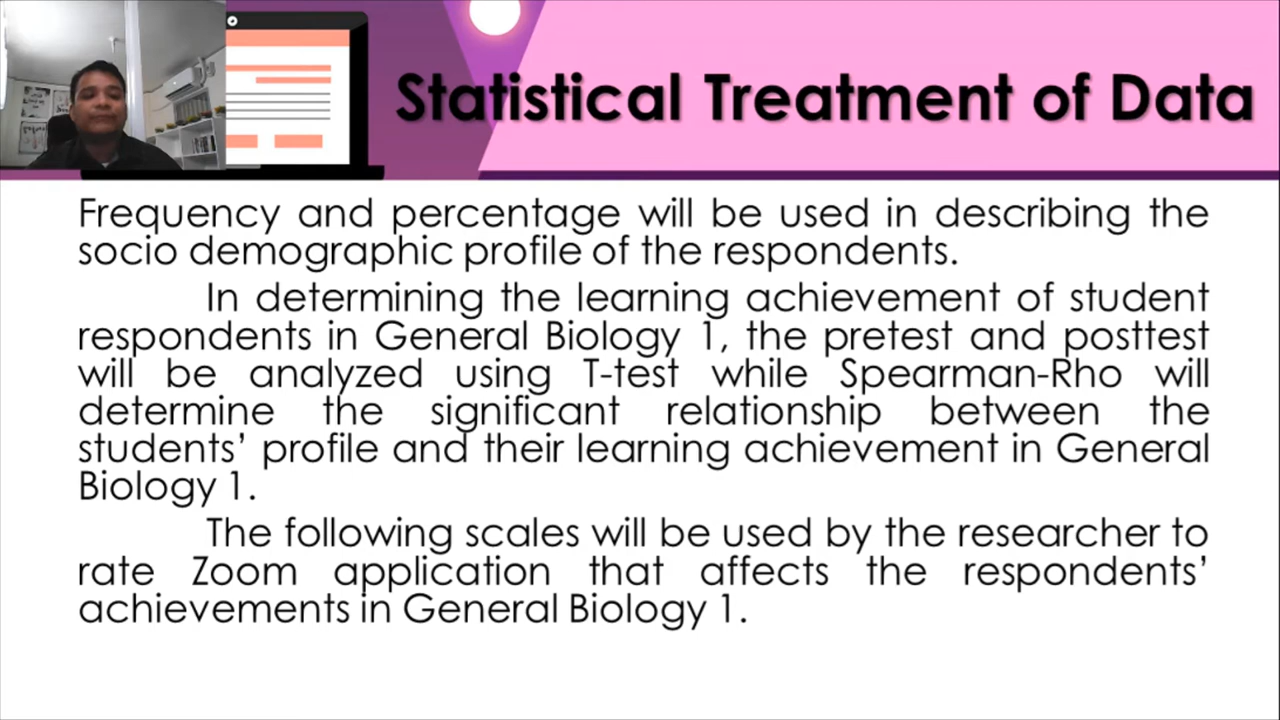 Statistical Treatment of Data
Frequency and percentage will be used in describing the
socio demographic profile of the respondents.
In determining the learning achievement of student
respondents in General Biology 1, the pretest and posttest
will be analyzed using T-test while Spearman-Rho will
determine the significant relationship between the
students’ profile and their learning achievement in General
Biology 1.
The following scales will be used by the researcher to
rate Zoom application that affects the respondents’
achievements in General Biology 1.